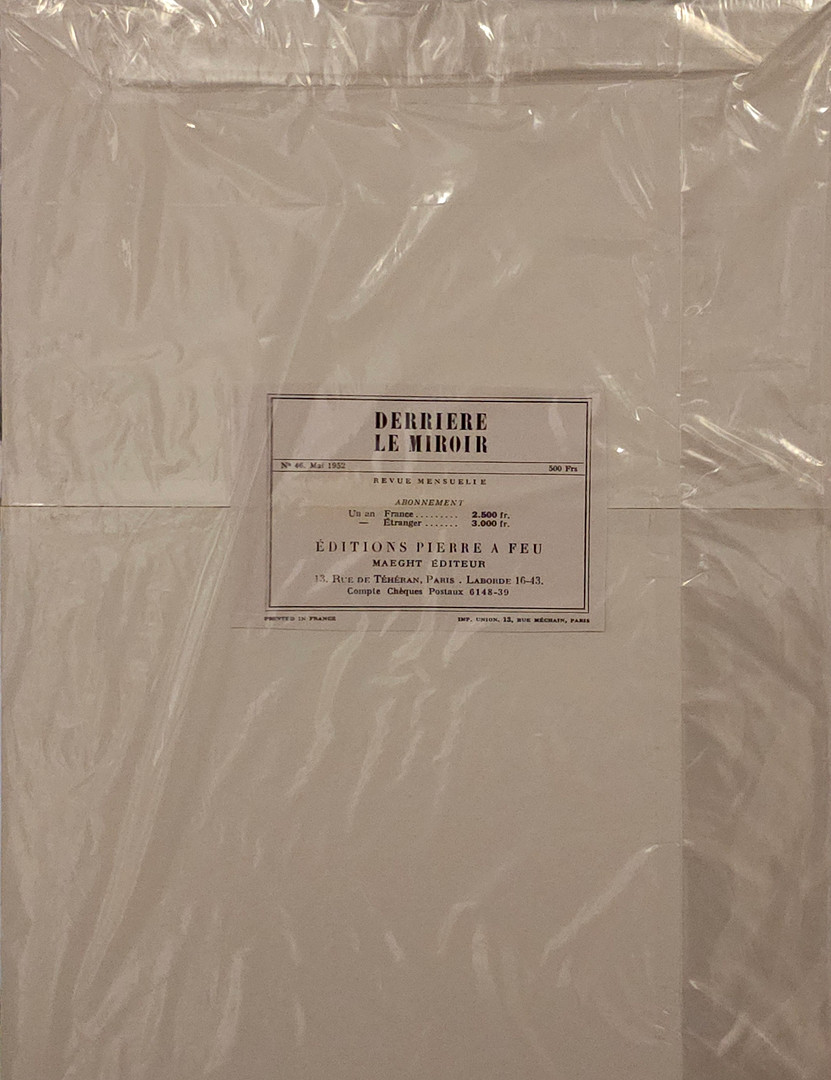 DERRIERE
LE MIROIR
No 46. Mai 1952 500 Frs
REVUE MENSUELLE
ABONNEMENT
Un an France......... 2.500 fr.
— Étranger....... 3.000 fr.
ÉDITIONS PIERRE A FEU
MAEGHT ÉDITEUR
13, RUE DE TÉHÉRAN, PARIS . LABORDE 16-43.
Compte Chèques Postaux 6148-39
PRINTED IN FRANCE IMP. UNION, 13, RUE MÉCHAIN, PARIS